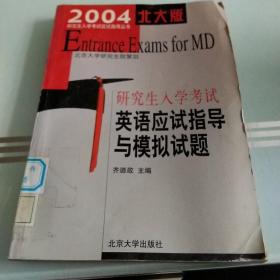 2004 北大版
研究生入学考试应试指导丛书
Entrance Exams for MD
北京大学研究生院策划
研究生入学考试
英语应试指导
与模拟试题
齐德政 主编
北京大学出版社